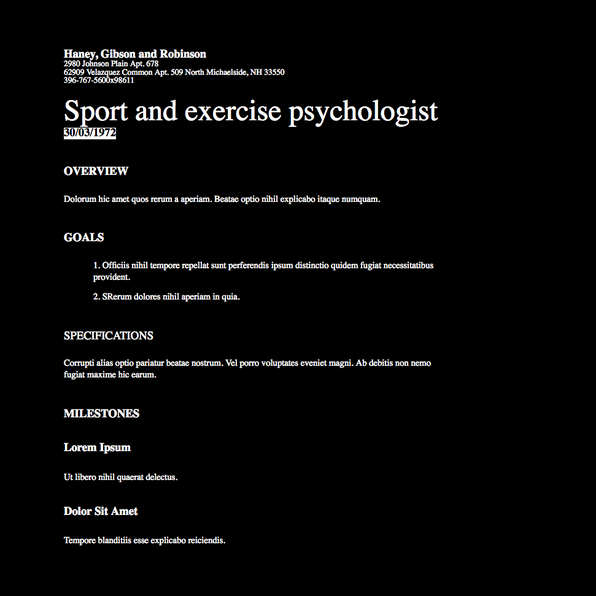 Haney, Gibson and Robinson
2980 Johnson Plain Apt. 678
62909 Velazquez Common Apt. 509 North Michaelside, NH 33550
396-767-5600x98611
Sport and exercise psychologist
30/03/1972
OVERVIEW
Dolorum hic amet quos rerum a aperiam. Beatae optio nihil explicabo itaque numquam.
GOALS
1. Officiis nihil tempore repellat sunt perferendis ipsum distinctio quidem fugiat necessitatibus
provident.
2. SRerum dolores nihil aperiam in quia.
SPECIFICATIONS
Corrupti alias optio pariatur beatae nostrum. Vel porro voluptates eveniet magni. Ab debitis non nemo
fugiat maxime hic earum.
MILESTONES
Lorem Ipsum
Ut libero nihil quaerat delectus.
Dolor Sit Amet
Tempore blanditiis esse explicabo reiciendis.